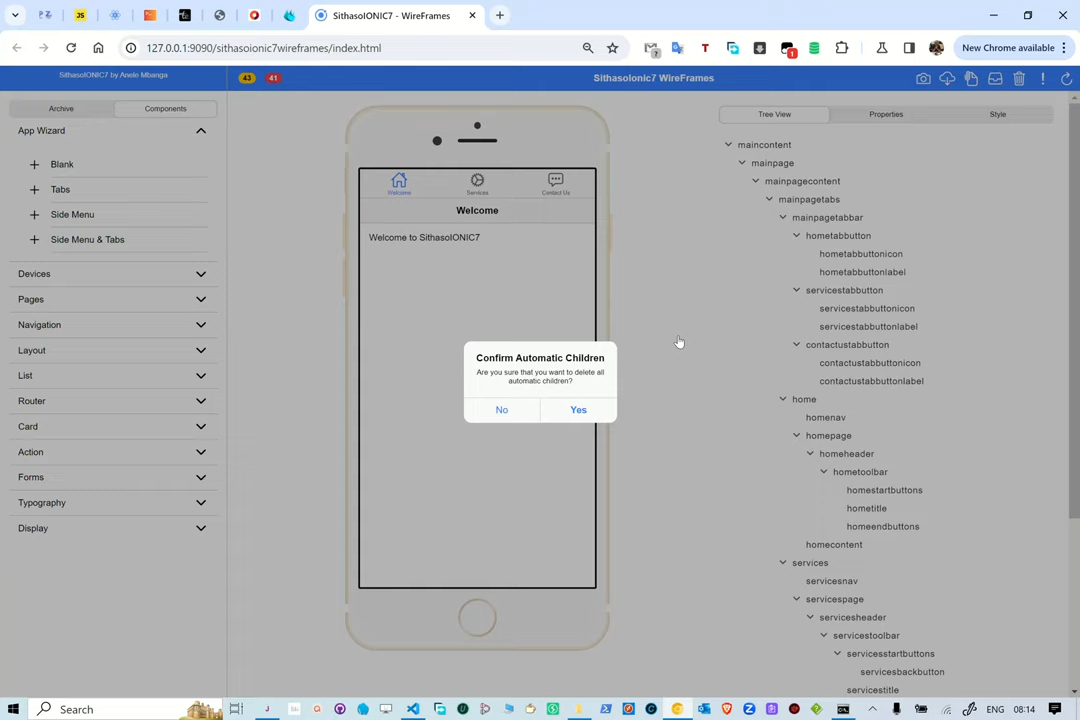 SithasoIONIC7 - WireFrames
127.0.0.1:9090/sithasoionic7wireframes/index.html
New Chrome available
SithasoIONIC7 by Anelo Mbanga
43
41
SithasoIonic7 WireFrames
Archive
Components
App Wizard
Blank
Tabs
Side Menu
Side Menu & Tabs
Devices
Pages
Navigation
Layout
List
Router
Card
Action
Forms
Typography
Display
Welcome
Services
Contact Us
Welcome
Welcome to SithasoIONIC7
Confirm Automatic Children
Are you sure that you want to delete all
automatic children?
No
Yes
Tree View
Properties
Style
maincontent
mainpage
mainpagecontent
mainpagetabs
mainpagetabbar
hometabbutton
hometabbuttonicon
hometabbuttonlabel
servicestabbutton
servicestabbuttonicon
servicestabbuttonlabel
contactustabbutton
contactustabbuttonicon
contactustabbuttonlabel
home
homenav
homepage
homeheader
hometoolbar
homestartbuttons
hometitle
homeendbuttons
homecontent
services
servicesnav
servicespage
servicesheader
servicestoolbar
servicesstartbuttons
servicesbackbutton
servicestitle
Search
ENG
08:14